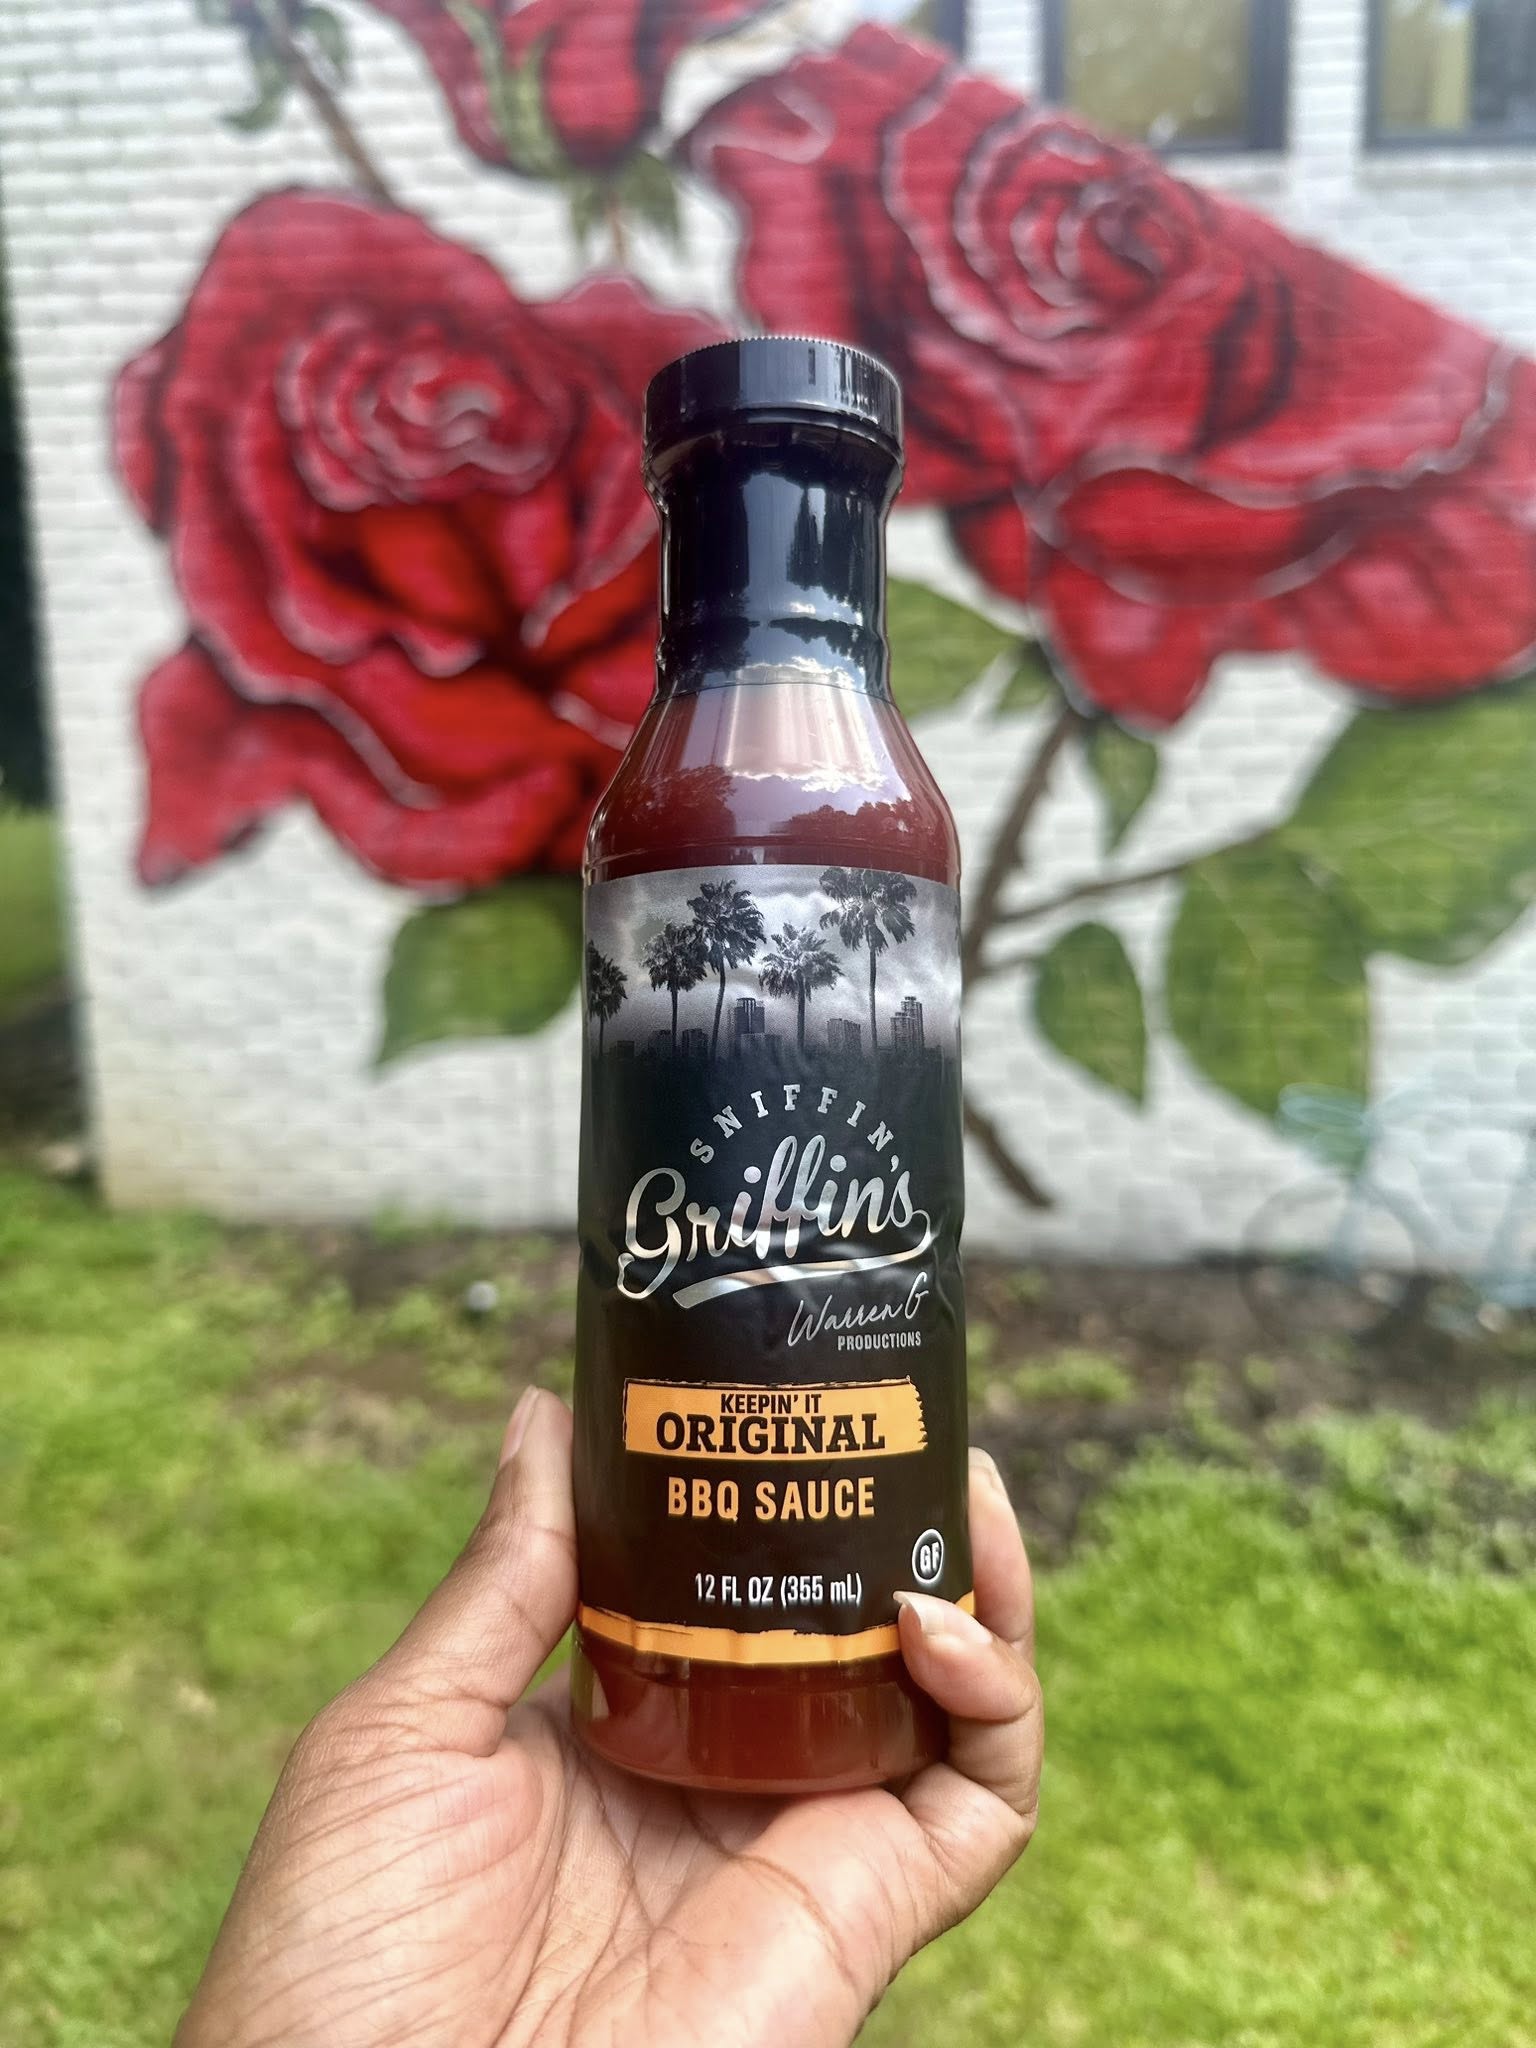 SNIFFIN'
Griffin's
Warren G
PRODUCTIONS
KEEPIN' IT
ORIGINAL
BBQ SAUCE
GF
12 FL OZ (355 mL)